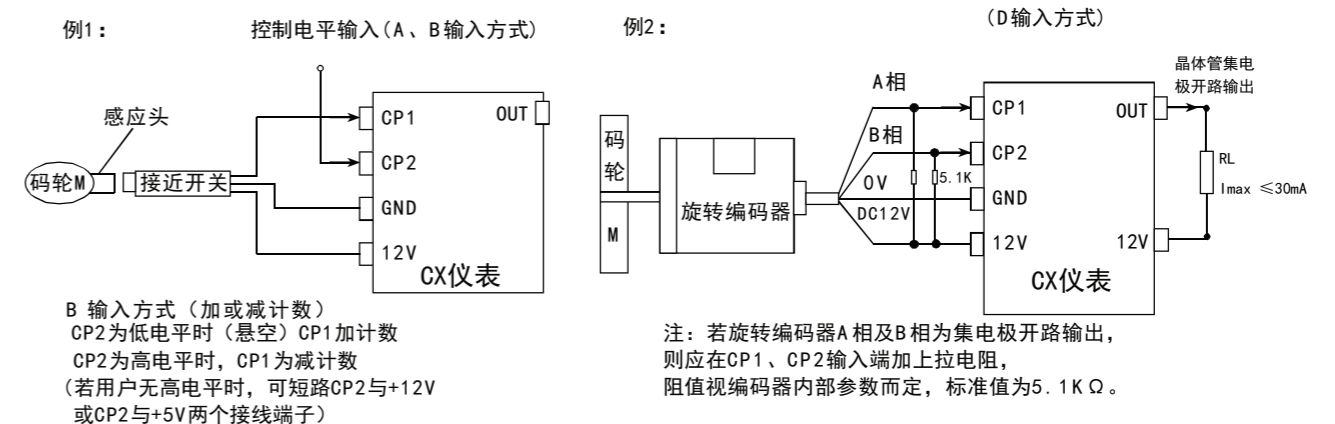 例1：
控制电平输入(A、B输入方式)
感应头
码轮M
接近开关
CP1
CP2
GND
12V
OUT
CX仪表
B 输入方式（加或减计数）
CP2为低电平时（悬空）CP1加计数
CP2为高电平时，CP1为减计数
（若用户无高电平时，可短路CP2与+12V
或CP2与+5V两个接线端子）
例2：
(D输入方式)
码轮
M
旋转编码器
A相
B相
0V
DC12V
5.1K
CP1
CP2
GND
12V
OUT
12V
CX仪表
晶体管集电
极开路输出
RL
Imax ≤30mA
注：若旋转编码器A相及B相为集电极开路输出，
则应在CP1、CP2输入端加上拉电阻，
阻值视编码器内部参数而定，标准值为5.1KΩ。